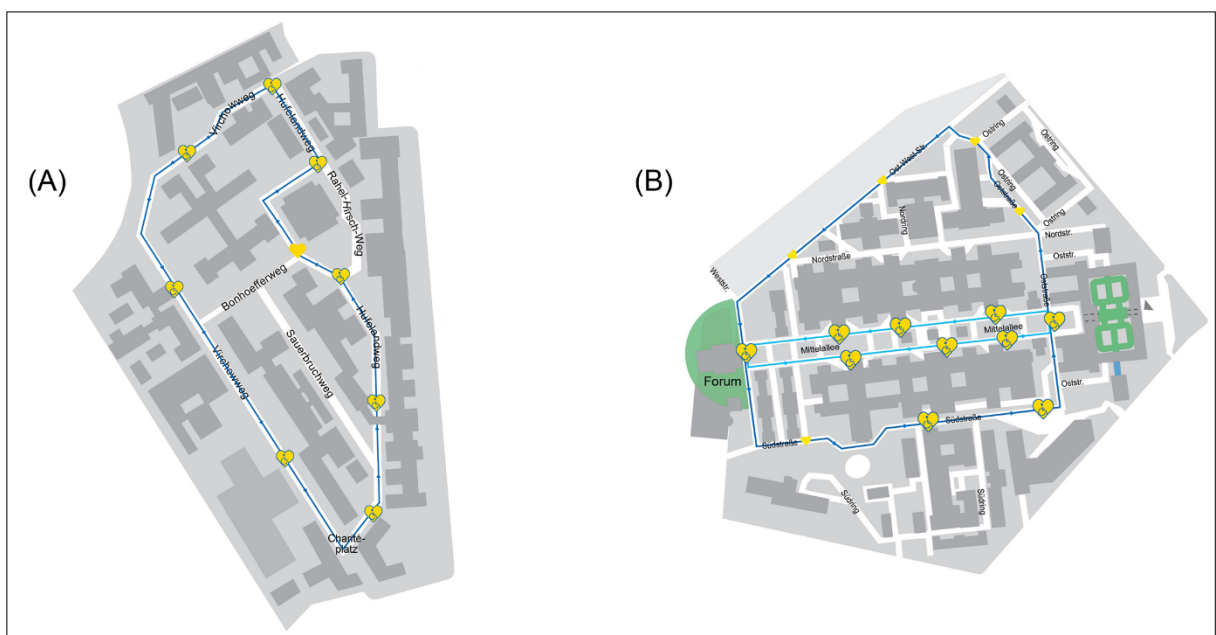 (A)
Virchowweg
Hufelandweg
Rahel-Hirsch-Weg
Bonhoefferweg
Sauerbruchweg
Hufelandweg
Virchowweg
Charité-
platz
(B)
Ostring
Ostring
Ost-West-Str.
Ostring
Oststraße
Ostring
Nordring
Nordstr.
Nordstraße
Oststr.
Weststr.
Oststraße
Mittelallee
Mittelallee
Forum
Oststr.
Südstraße
Südstraße
Südring
Südring